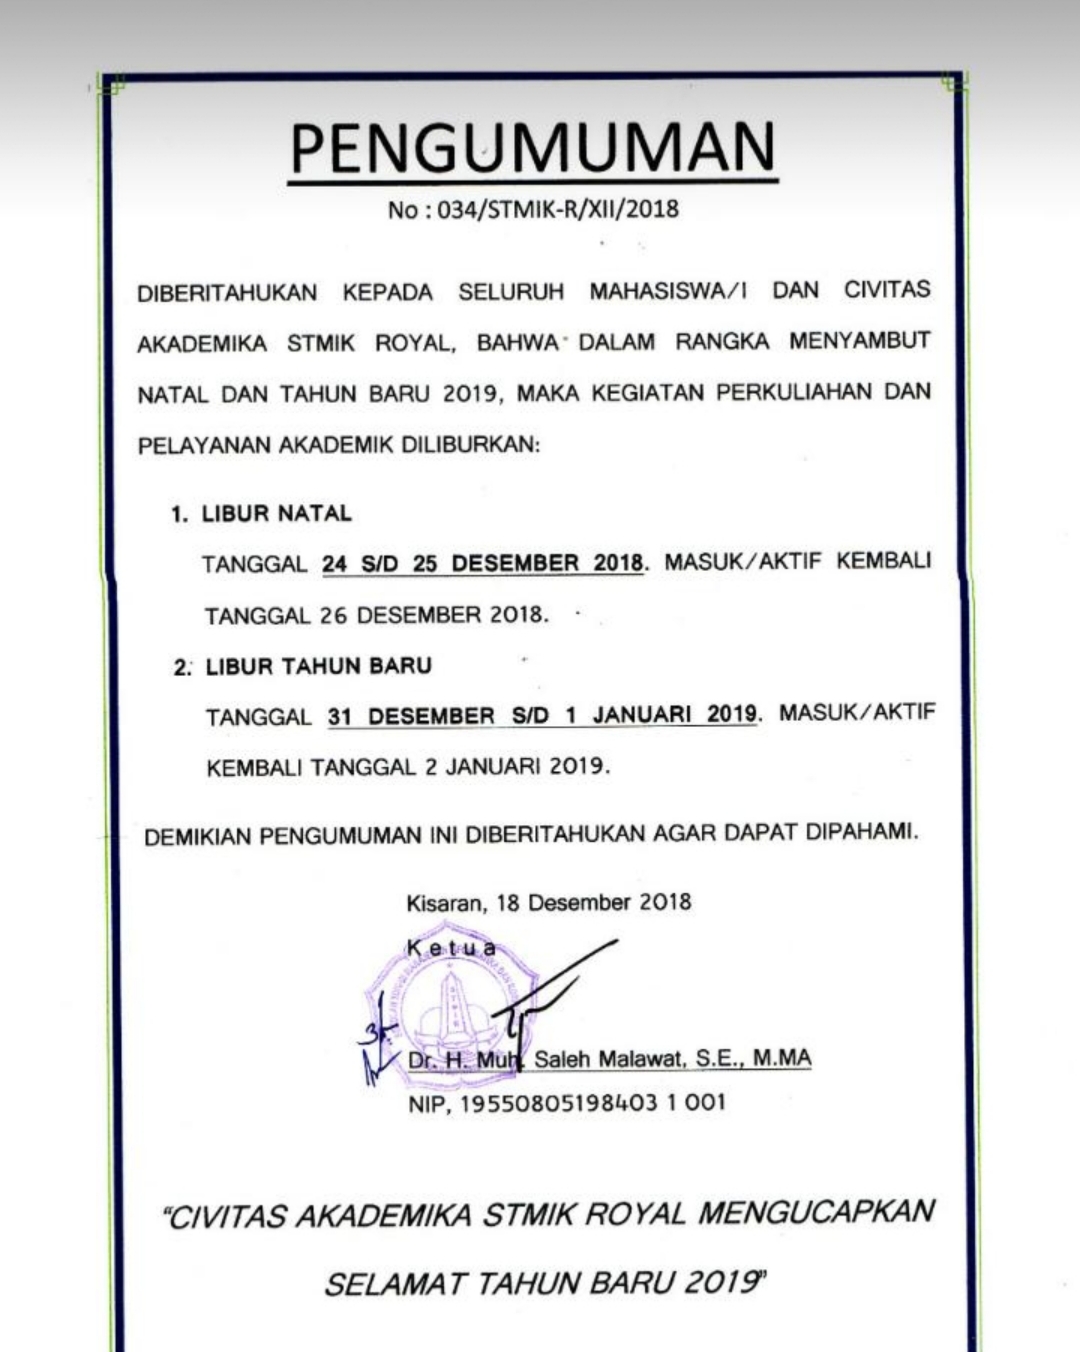 PENGUMUMAN
No : 034/STMIK-R/XII/2018
DIBERITAHUKAN KEPADA SELURUH MAHASISWA/I DAN CIVITAS
AKADEMIKA STMIK ROYAL, BAHWA DALAM RANGKA MENYAMBUT
NATAL DAN TAHUN BARU 2019, MAKA KEGIATAN PERKULIAHAN DAN
PELAYANAN AKADEMIK DILIBURKAN:
1. LIBUR NATAL
TANGGAL 24 S/D 25 DESEMBER 2018. MASUK/AKTIF KEMBALI
TANGGAL 26 DESEMBER 2018.
2. LIBUR TAHUN BARU
TANGGAL 31 DESEMBER S/D 1 JANUARI 2019. MASUK/AKTIF
KEMBALI TANGGAL 2 JANUARI 2019.
DEMIKIAN PENGUMUMAN INI DIBERITAHUKAN AGAR DAPAT DIPAHAMI.
Kisaran, 18 Desember 2018
Ketua
STMIK
Dr. H. Muh. Saleh Malawat, S.E., M.MA
NIP, 19550805198403 1 001
“CIVITAS AKADEMIKA STMIK ROYAL MENGUCAPKAN
SELAMAT TAHUN BARU 2019”